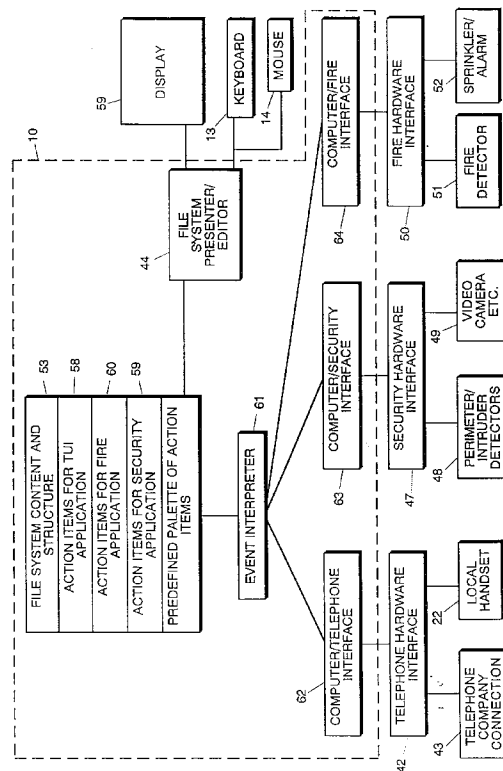 10
59
DISPLAY
13
KEYBOARD
14
MOUSE
44
FILE
SYSTEM
PRESENTER/
EDITOR
53
58
60
59
FILE SYSTEM CONTENT AND
STRUCTURE
ACTION ITEMS FOR TUI
APPLICATION
ACTION ITEMS FOR FIRE
APPLICATION
ACTION ITEMS FOR SECURITY
APPLICATION
PREDEFINED PALETTE OF ACTION
ITEMS
61
EVENT INTERPRETER
62
COMPUTER/TELEPHONE
INTERFACE
63
COMPUTER/SECURITY
INTERFACE
64
COMPUTER/FIRE
INTERFACE
42
TELEPHONE HARDWARE
INTERFACE
47
SECURITY HARDWARE
INTERFACE
50
FIRE HARDWARE
INTERFACE
43
TELEPHONE
COMPANY
CONNECTION
22
LOCAL
HANDSET
48
PERIMETER/
INTRUDER
DETECTORS
49
VIDEO
CAMERA
ETC.
51
FIRE
DETECTOR
52
SPRINKLER/
ALARM